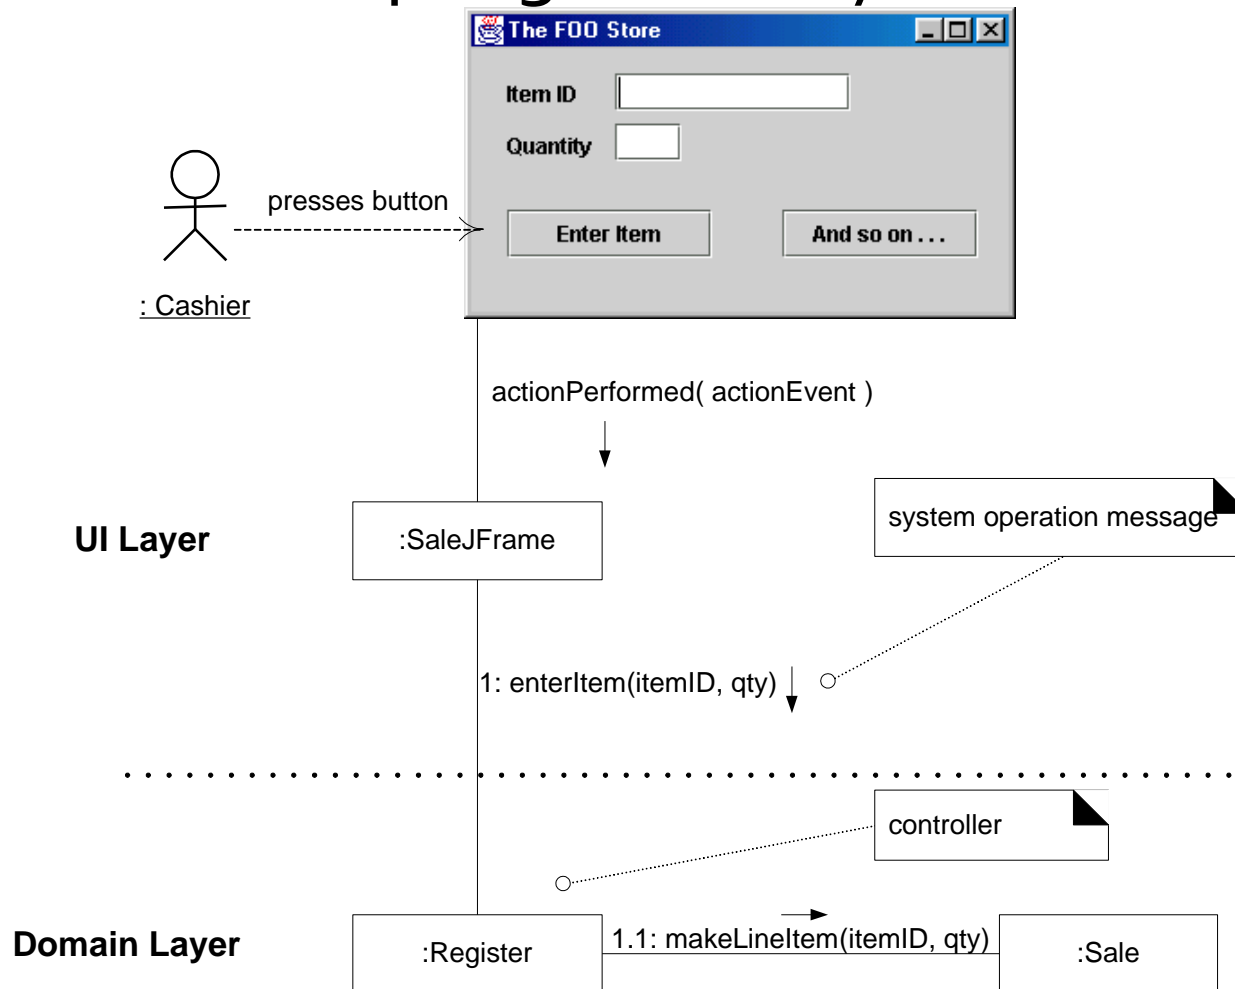 The FOO Store
Item ID
Quantity
presses button
Enter Item
And so on . . .
: Cashier
actionPerformed( actionEvent )
system operation message
UI Layer
:SaleJFrame
1: enterItem(itemID, qty)
controller
Domain Layer
:Register
1.1: makeLineItem(itemID, qty)
:Sale